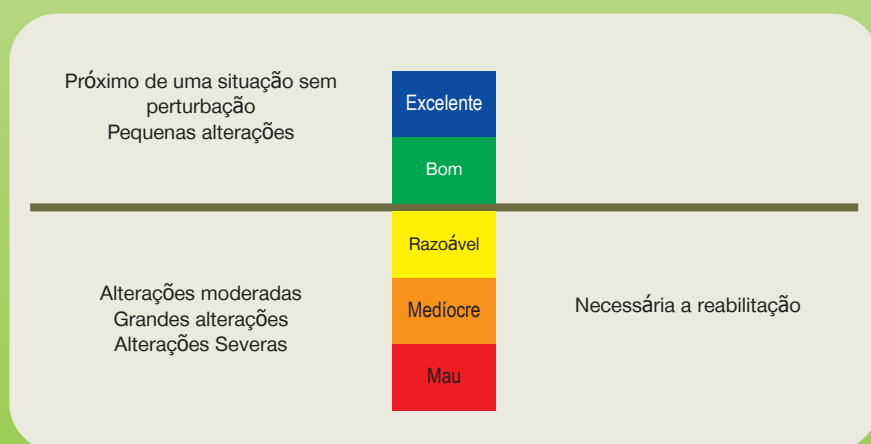 Próximo de uma situação sem
perturbação
Pequenas alterações
Excelente
Bom
Razoável
Medíocre
Mau
Alterações moderadas
Grandes alterações
Alterações Severas
Necessária a reabilitação